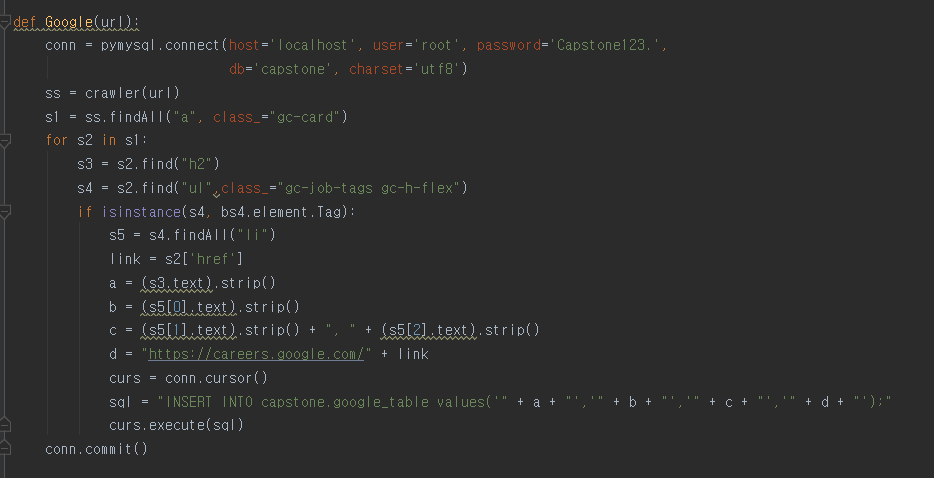 def Google(url):
conn = pymysql.connect(host='localhost', user='root', password='Capstone123.',
db='capstone', charset='utf8')
ss = crawler(url)
s1 = ss.findAll("a", class_="gc-card")
for s2 in s1:
s3 = s2.find("h2")
s4 = s2.find("ul",class_="gc-job-tags gc-h-flex")
if isinstance(s4, bs4.element.Tag):
s5 = s4.findAll("li")
link = s2['href']
a = (s3.text).strip()
b = (s5[0].text).strip()
c = (s5[1].text).strip() + ", " + (s5[2].text).strip()
d = "https://careers.google.com/" + link
curs = conn.cursor()
sql = "INSERT INTO capstone.google_table values('" + a + "','" + b + "','" + c + "','" + d + "');"
curs.execute(sql)
conn.commit()